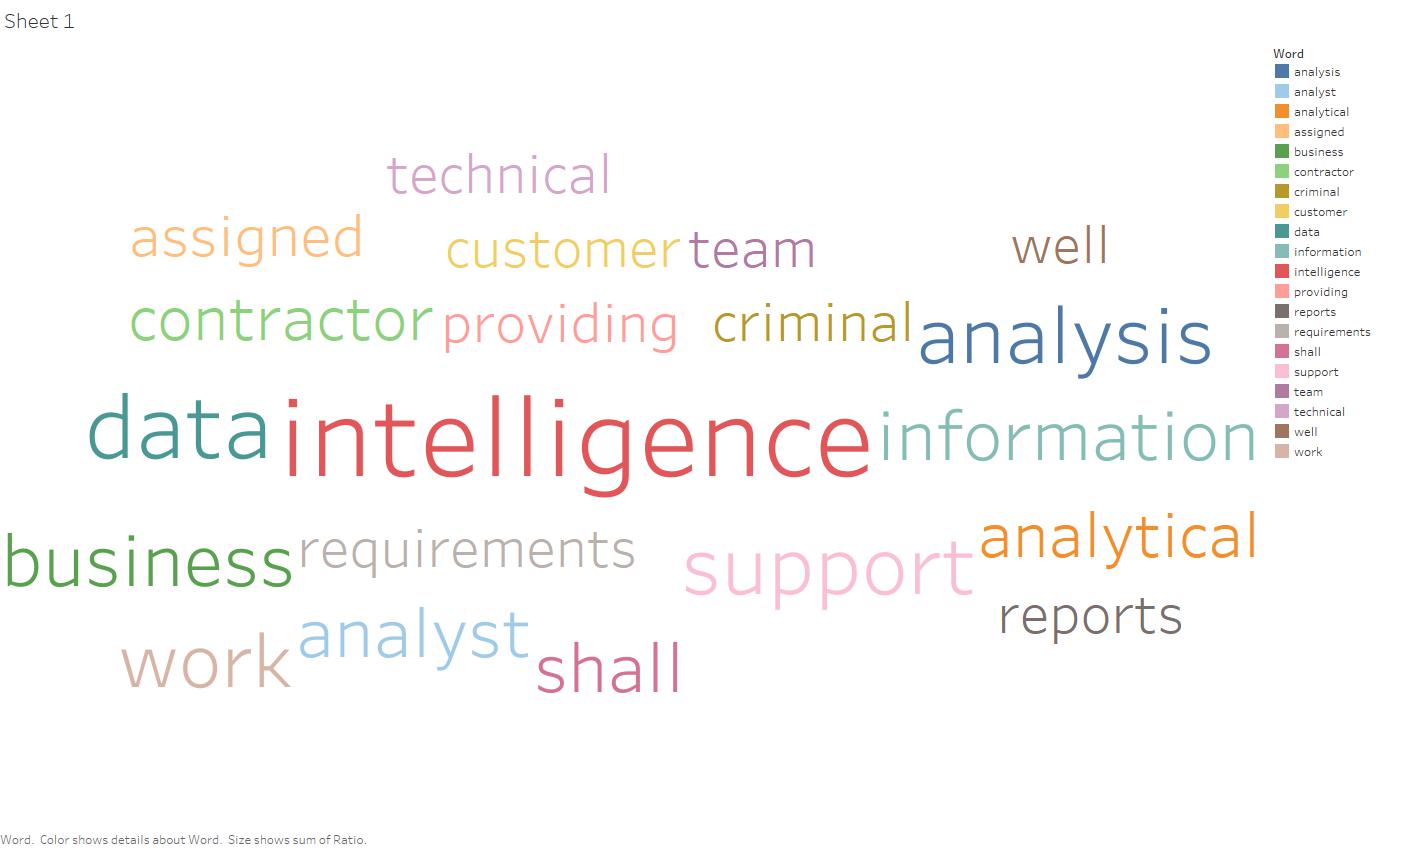 Sheet 1
technical
assigned
customer
team
well
contractor
providing
criminal
analysis
data
intelligence
information
business
requirements
support
analytical
work
analyst
shall
reports
Word
analysis
analyst
analytical
assigned
business
contractor
criminal
customer
data
information
intelligence
providing
reports
requirements
shall
support
team
technical
well
work
Word. Color shows details about Word. Size shows sum of Ratio.